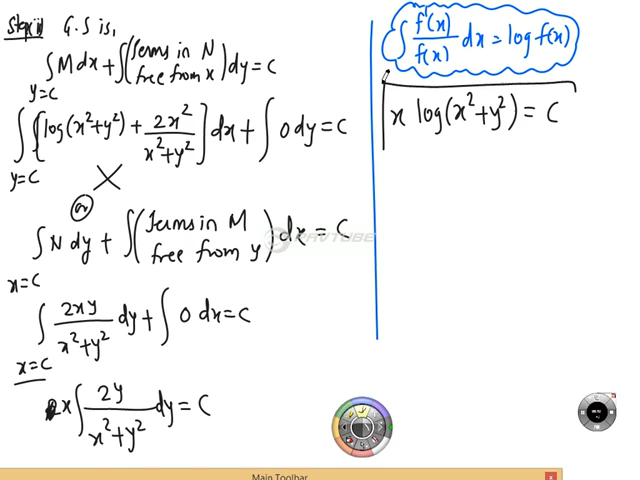 Step iii) G.S is,
∫ M dx + ∫ (Terms in N free from x) dy = C
y=C
∫ { log(x²+y²) + 2x²/(x²+y²) ] dx + ∫ 0 dy = C
y=C
(or)
∫ N dy + ∫ (Terms in M free from y) dx = C
x=C
∫ 2xy/(x²+y²) dy + ∫ 0 dx = C
x=C
x ∫ 2y/(x²+y²) dy = C
∫ f'(x)/f(x) dx = log f(x)
x log(x²+y²) = C
Main Toolbar